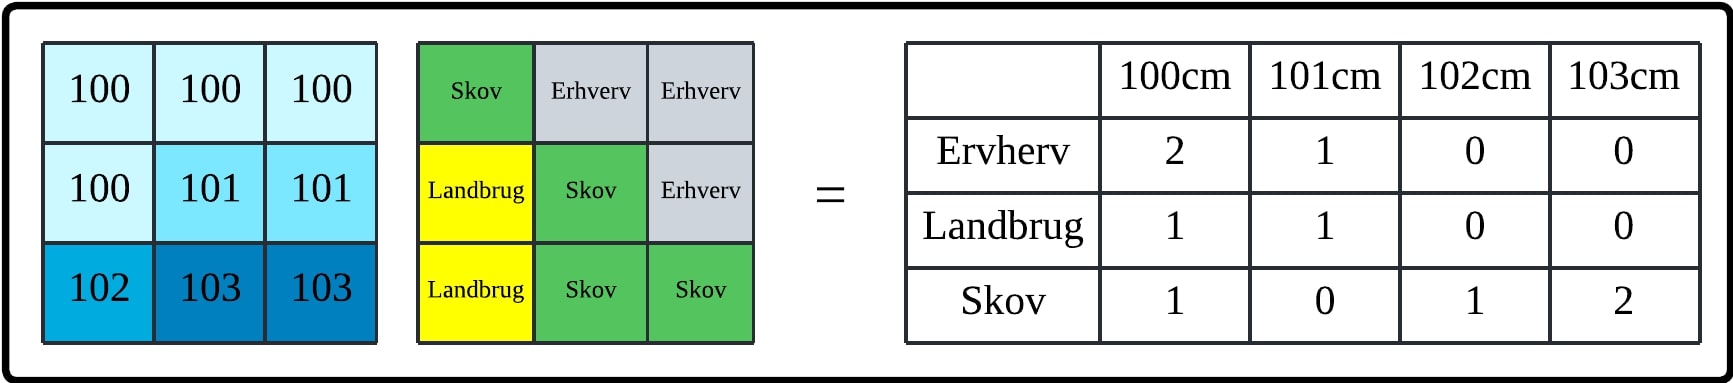 100 100 100
100 101 101
102 103 103
Skov Erhverv Erhverv
Landbrug Skov Erhverv
Landbrug Skov Skov
=
100cm 101cm 102cm 103cm
Ervherv 2 1 0 0
Landbrug 1 1 0 0
Skov 1 0 1 2